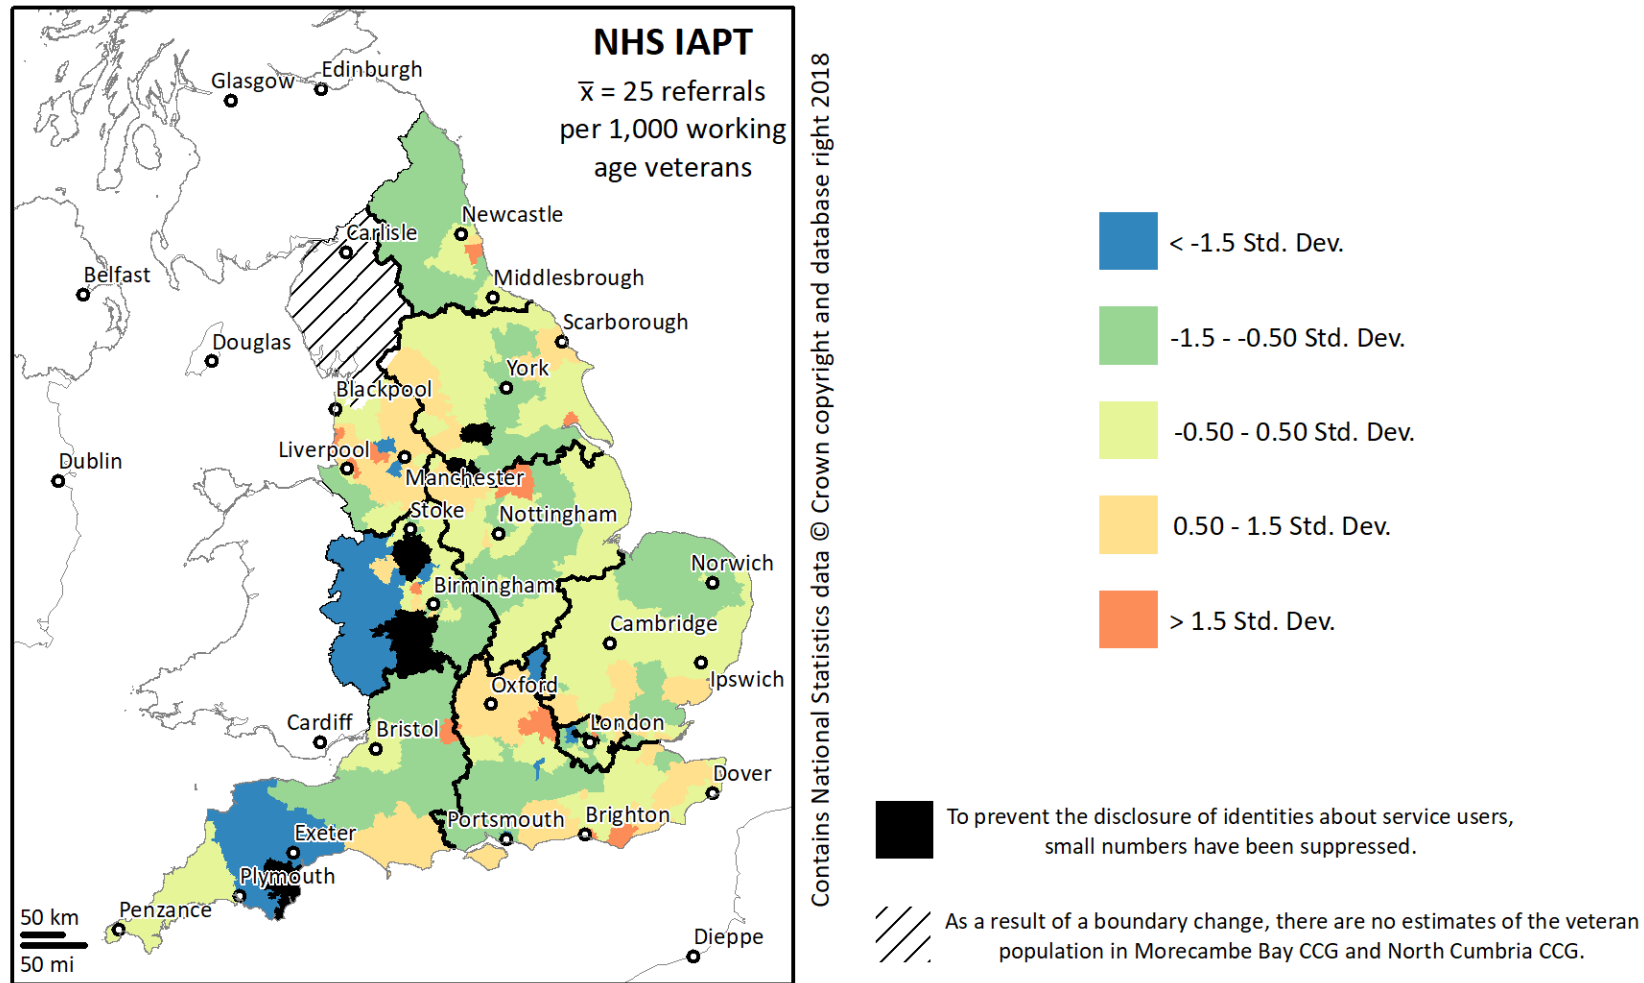 NHS IAPT
x̅ = 25 referrals
per 1,000 working
age veterans
Glasgow
Edinburgh
Newcastle
Carlisle
Belfast
Middlesbrough
Scarborough
Douglas
York
Blackpool
Liverpool
Dublin
Manchester
Stoke
Nottingham
Norwich
Birmingham
Cambridge
Ipswich
Oxford
Cardiff
Bristol
London
Dover
Portsmouth
Brighton
Exeter
Plymouth
Penzance
Dieppe
50 km
50 mi
Contains National Statistics data © Crown copyright and database right 2018
< -1.5 Std. Dev.
-1.5 - -0.50 Std. Dev.
-0.50 - 0.50 Std. Dev.
0.50 - 1.5 Std. Dev.
> 1.5 Std. Dev.
To prevent the disclosure of identities about service users,
small numbers have been suppressed.
As a result of a boundary change, there are no estimates of the veteran
population in Morecambe Bay CCG and North Cumbria CCG.